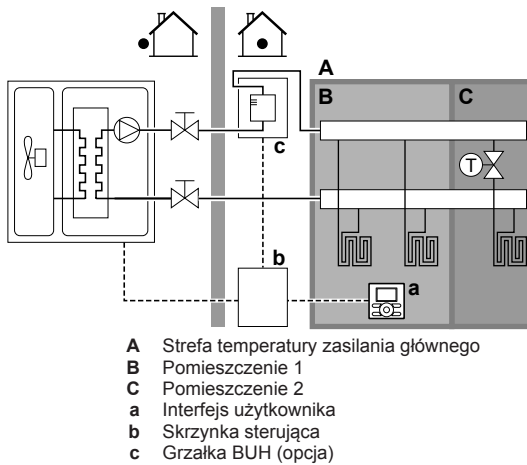 A
B
C
c
T
b
a
A Strefa temperatury zasilania głównego
B Pomieszczenie 1
C Pomieszczenie 2
a Interfejs użytkownika
b Skrzynka sterująca
c Grzałka BUH (opcja)